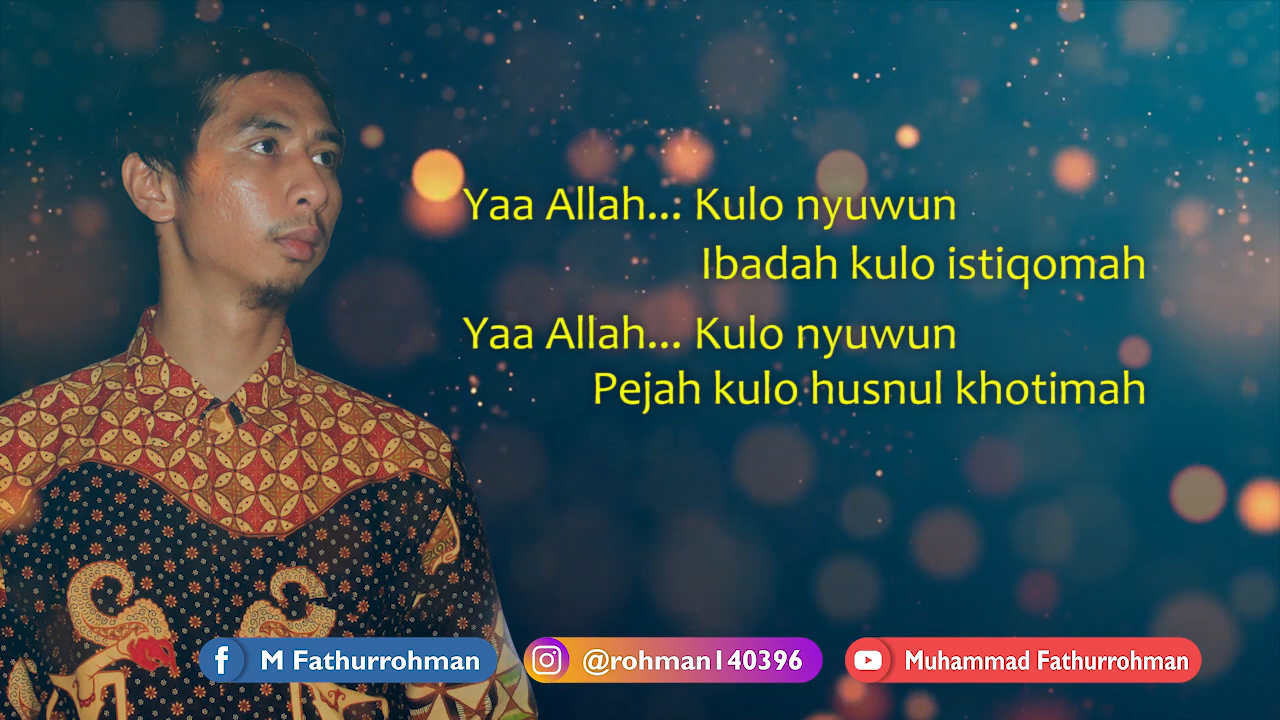 Yaa Allah... Kulo nyuwun
Ibadah kulo istiqomah
Yaa Allah... Kulo nyuwun
Pejah kulo husnul khotimah
M Fathurrohman
@rohman140396
Muhammad Fathurrohman